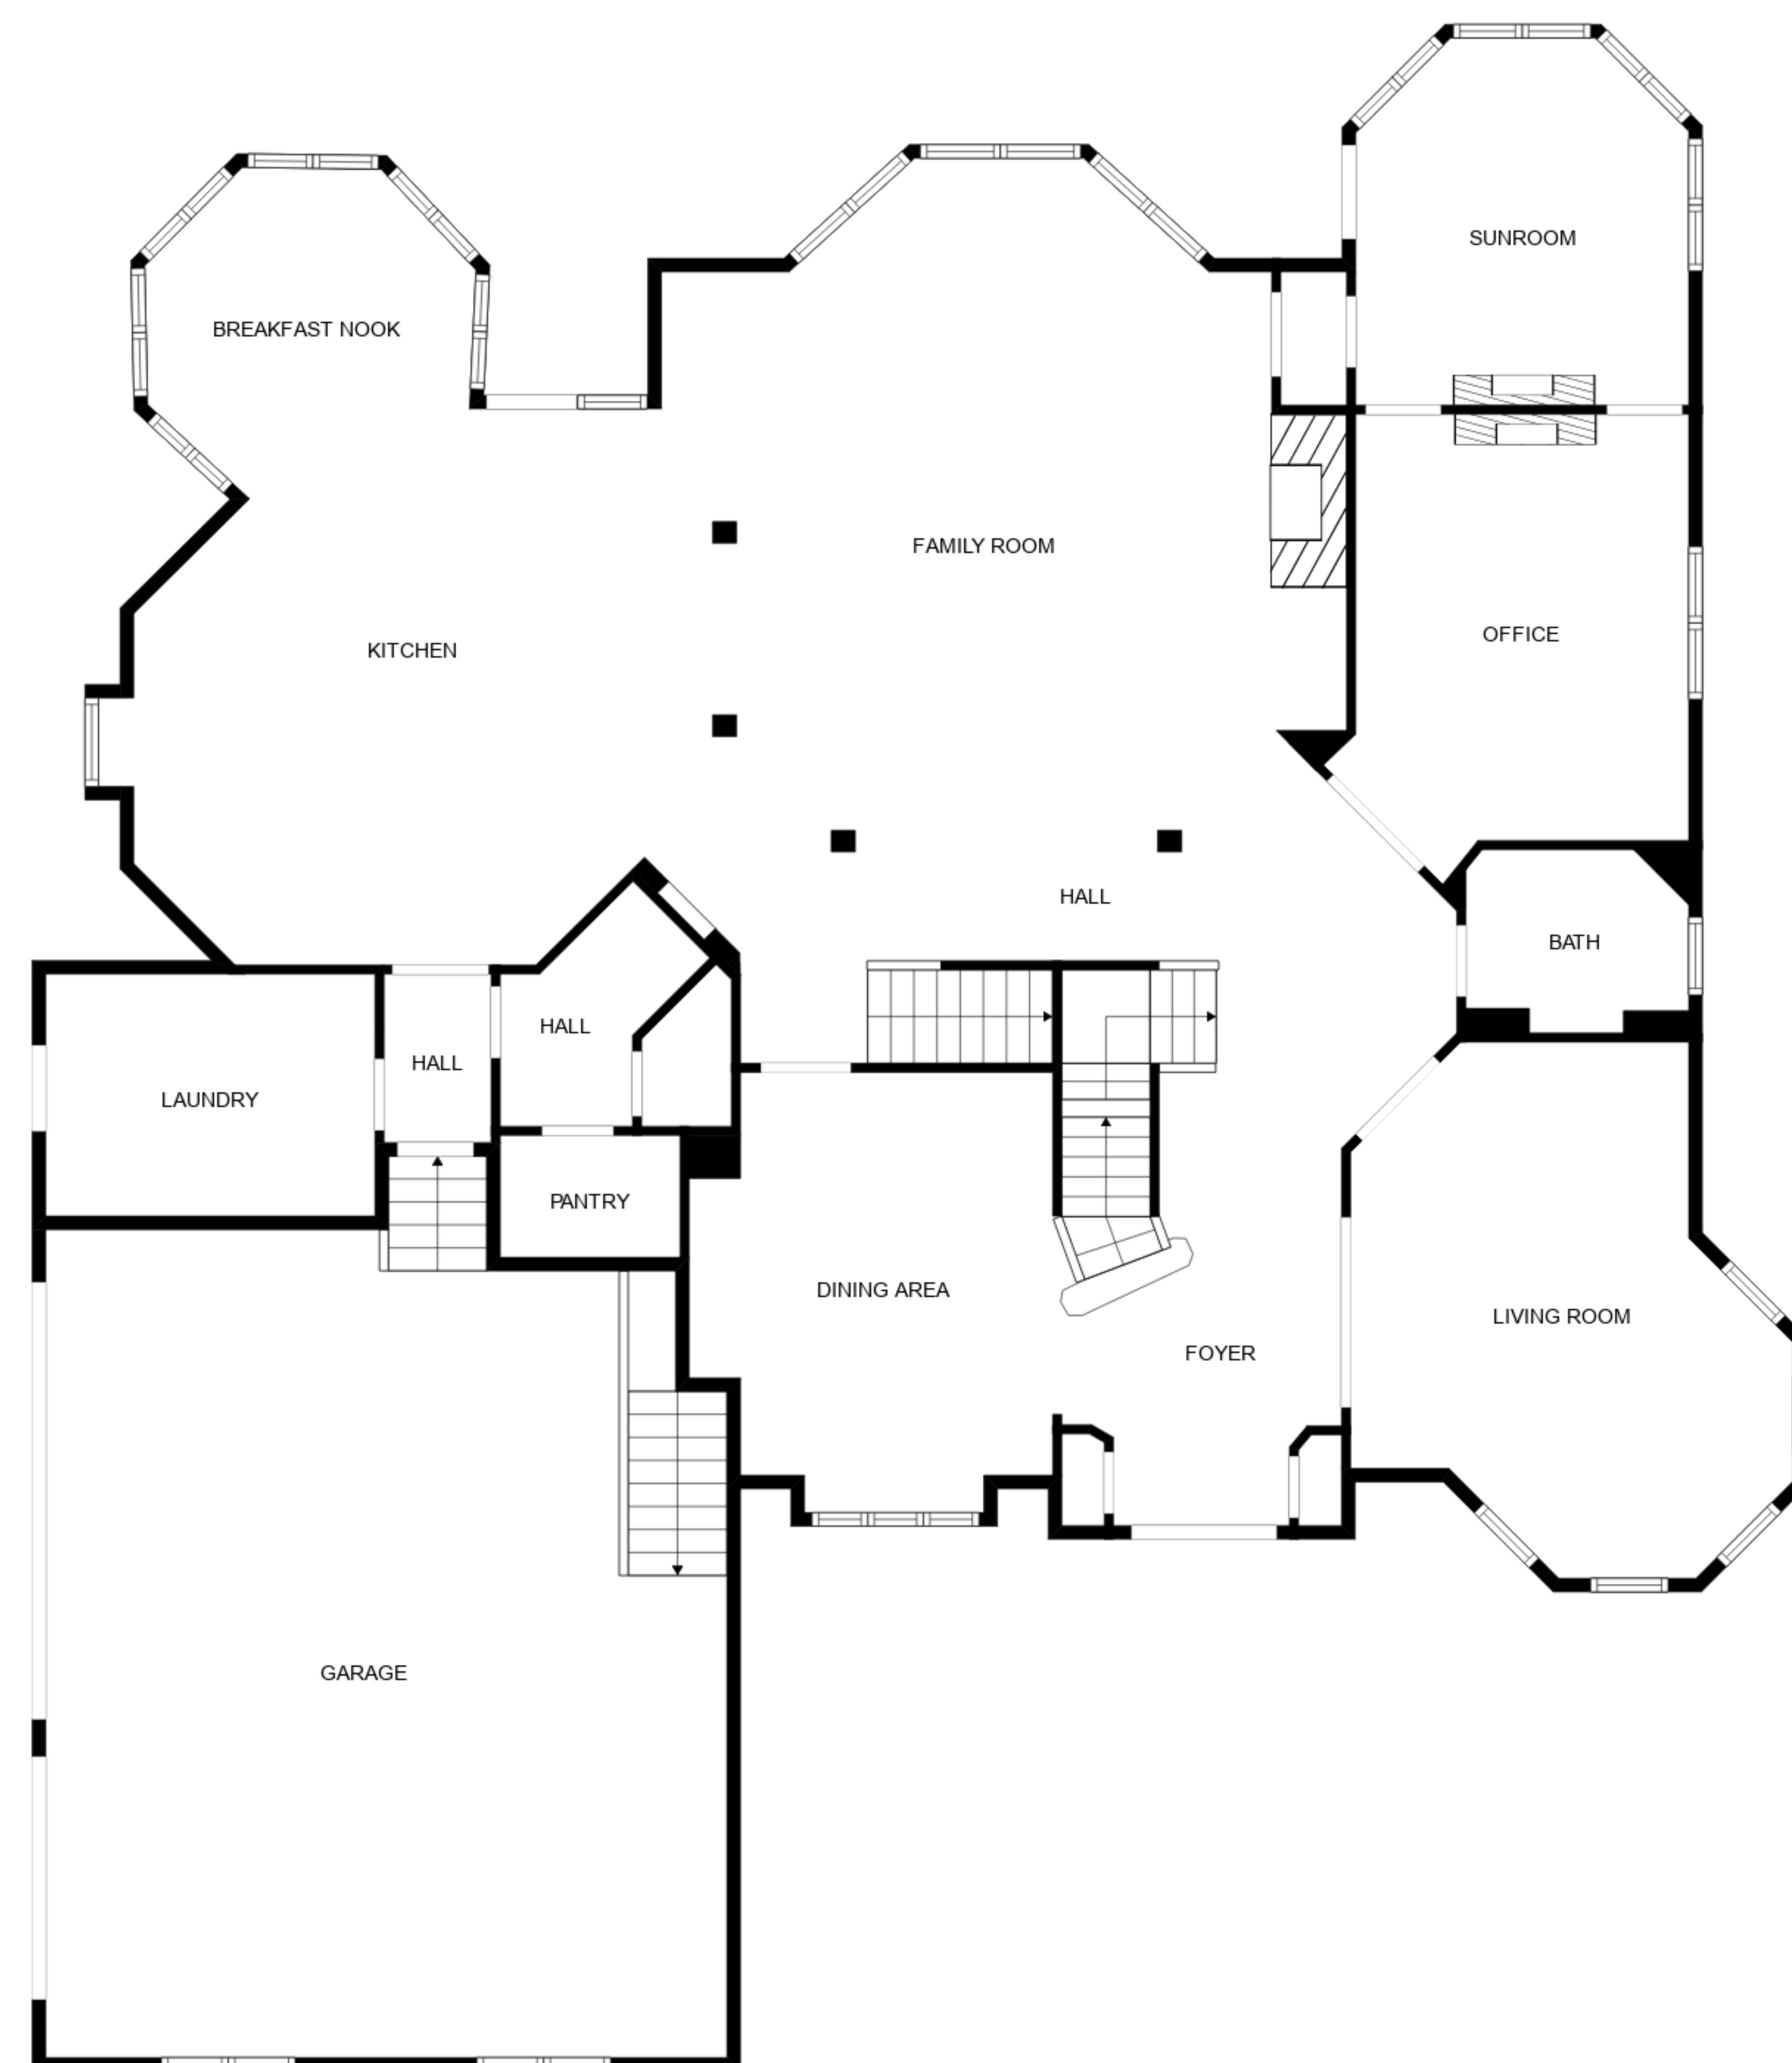 SUNROOM
BREAKFAST NOOK
FAMILY ROOM
OFFICE
KITCHEN
HALL
BATH
HALL
HALL
LAUNDRY
PANTRY
DINING AREA
LIVING ROOM
FOYER
GARAGE